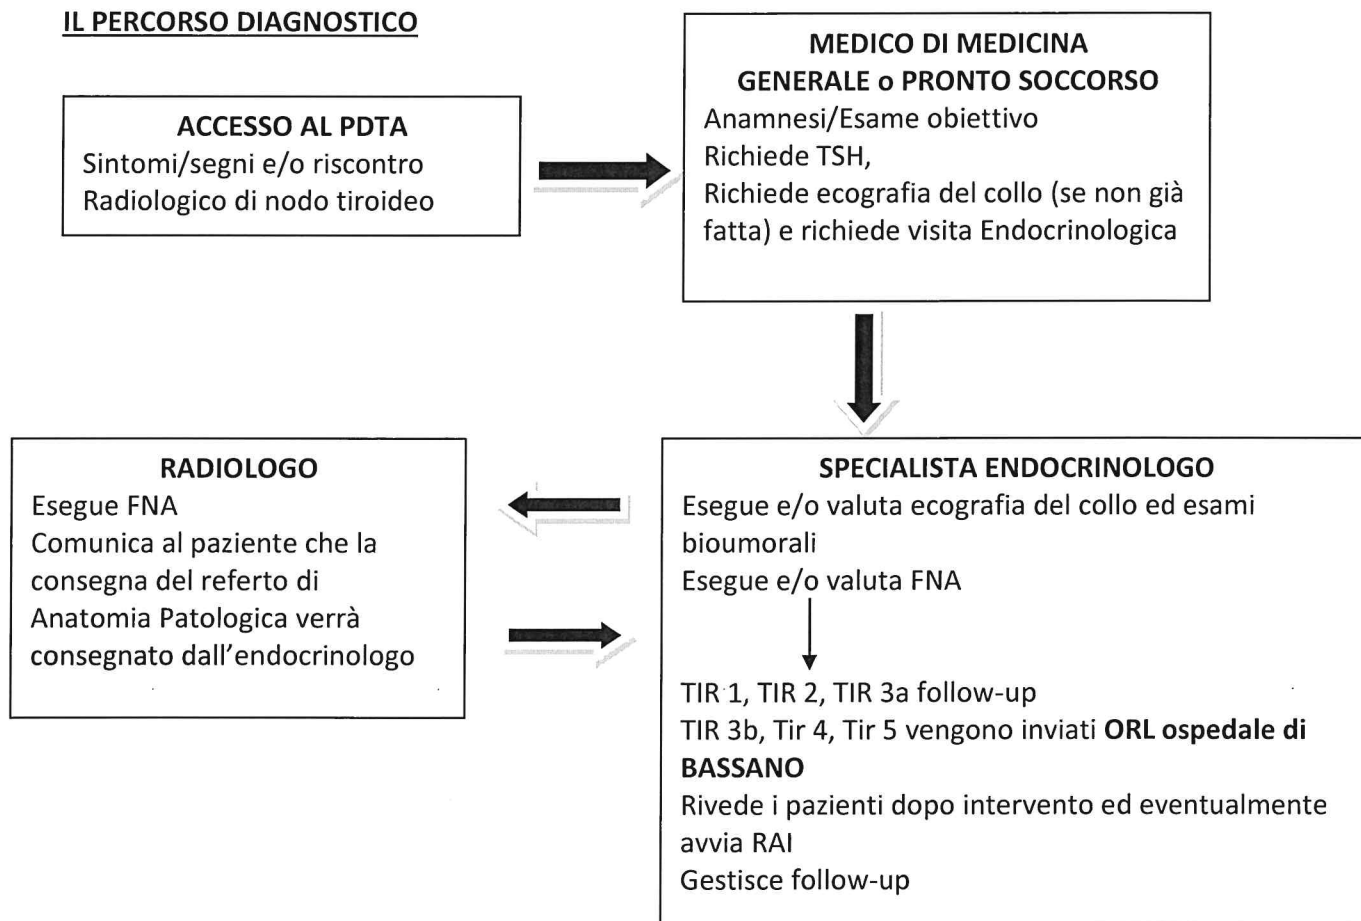 IL PERCORSO DIAGNOSTICO
ACCESSO AL PDTA
Sintomi/segni e/o riscontro
Radiologico di nodo tiroideo
MEDICO DI MEDICINA
GENERALE o PRONTO SOCCORSO
Anamnesi/Esame obiettivo
Richiede TSH,
Richiede ecografia del collo (se non già
fatta) e richiede visita Endocrinologica
RADIOLOGO
Esegue FNA
Comunica al paziente che la
consegna del referto di
Anatomia Patologica verrà
consegnato dall'endocrinologo
SPECIALISTA ENDOCRINOLOGO
Esegue e/o valuta ecografia del collo ed esami
bioumorali
Esegue e/o valuta FNA
TIR 1, TIR 2, TIR 3a follow-up
TIR 3b, Tir 4, Tir 5 vengono inviati ORL ospedale di
BASSANO
Rivede i pazienti dopo intervento ed eventualmente
avvia RAI
Gestisce follow-up